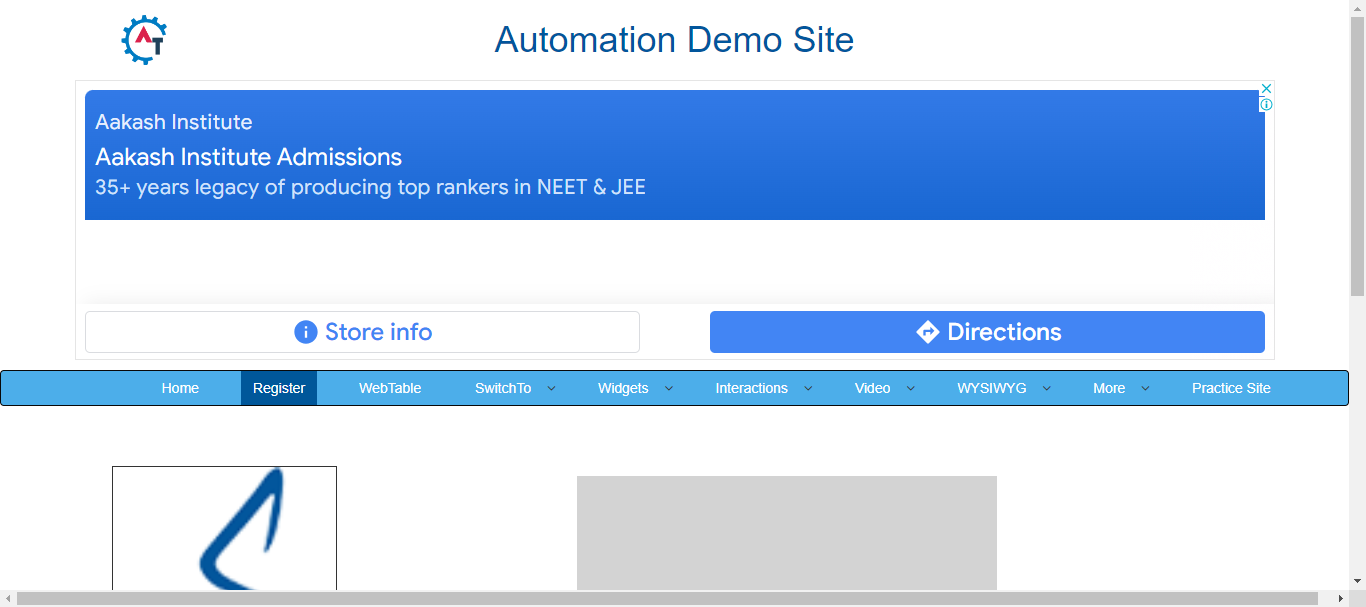 AT
Automation Demo Site
Aakash Institute
Aakash Institute Admissions
35+ years legacy of producing top rankers in NEET & JEE
Store info
Directions
Home Register WebTable SwitchTo Widgets Interactions Video WYSIWYG More Practice Site